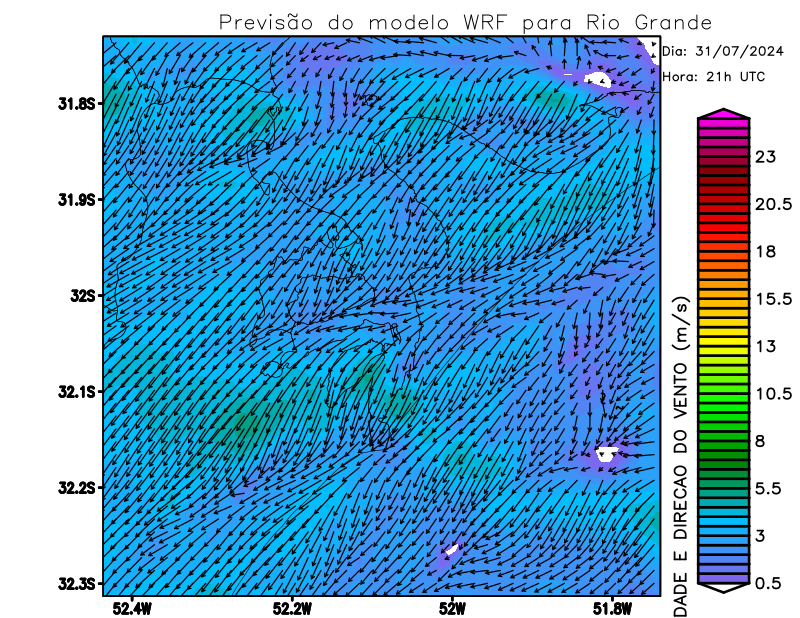 Previsão do modelo WRF para Rio Grande
Dia: 31/07/2024
Hora: 21h UTC
31.8S
31.9S
32S
32.1S
32.2S
32.3S
52.4W
52.2W
52W
51.8W
23
20.5
18
15.5
13
10.5
8
5.5
3
0.5
DADE E DIRECAO DO VENTO (m/s)